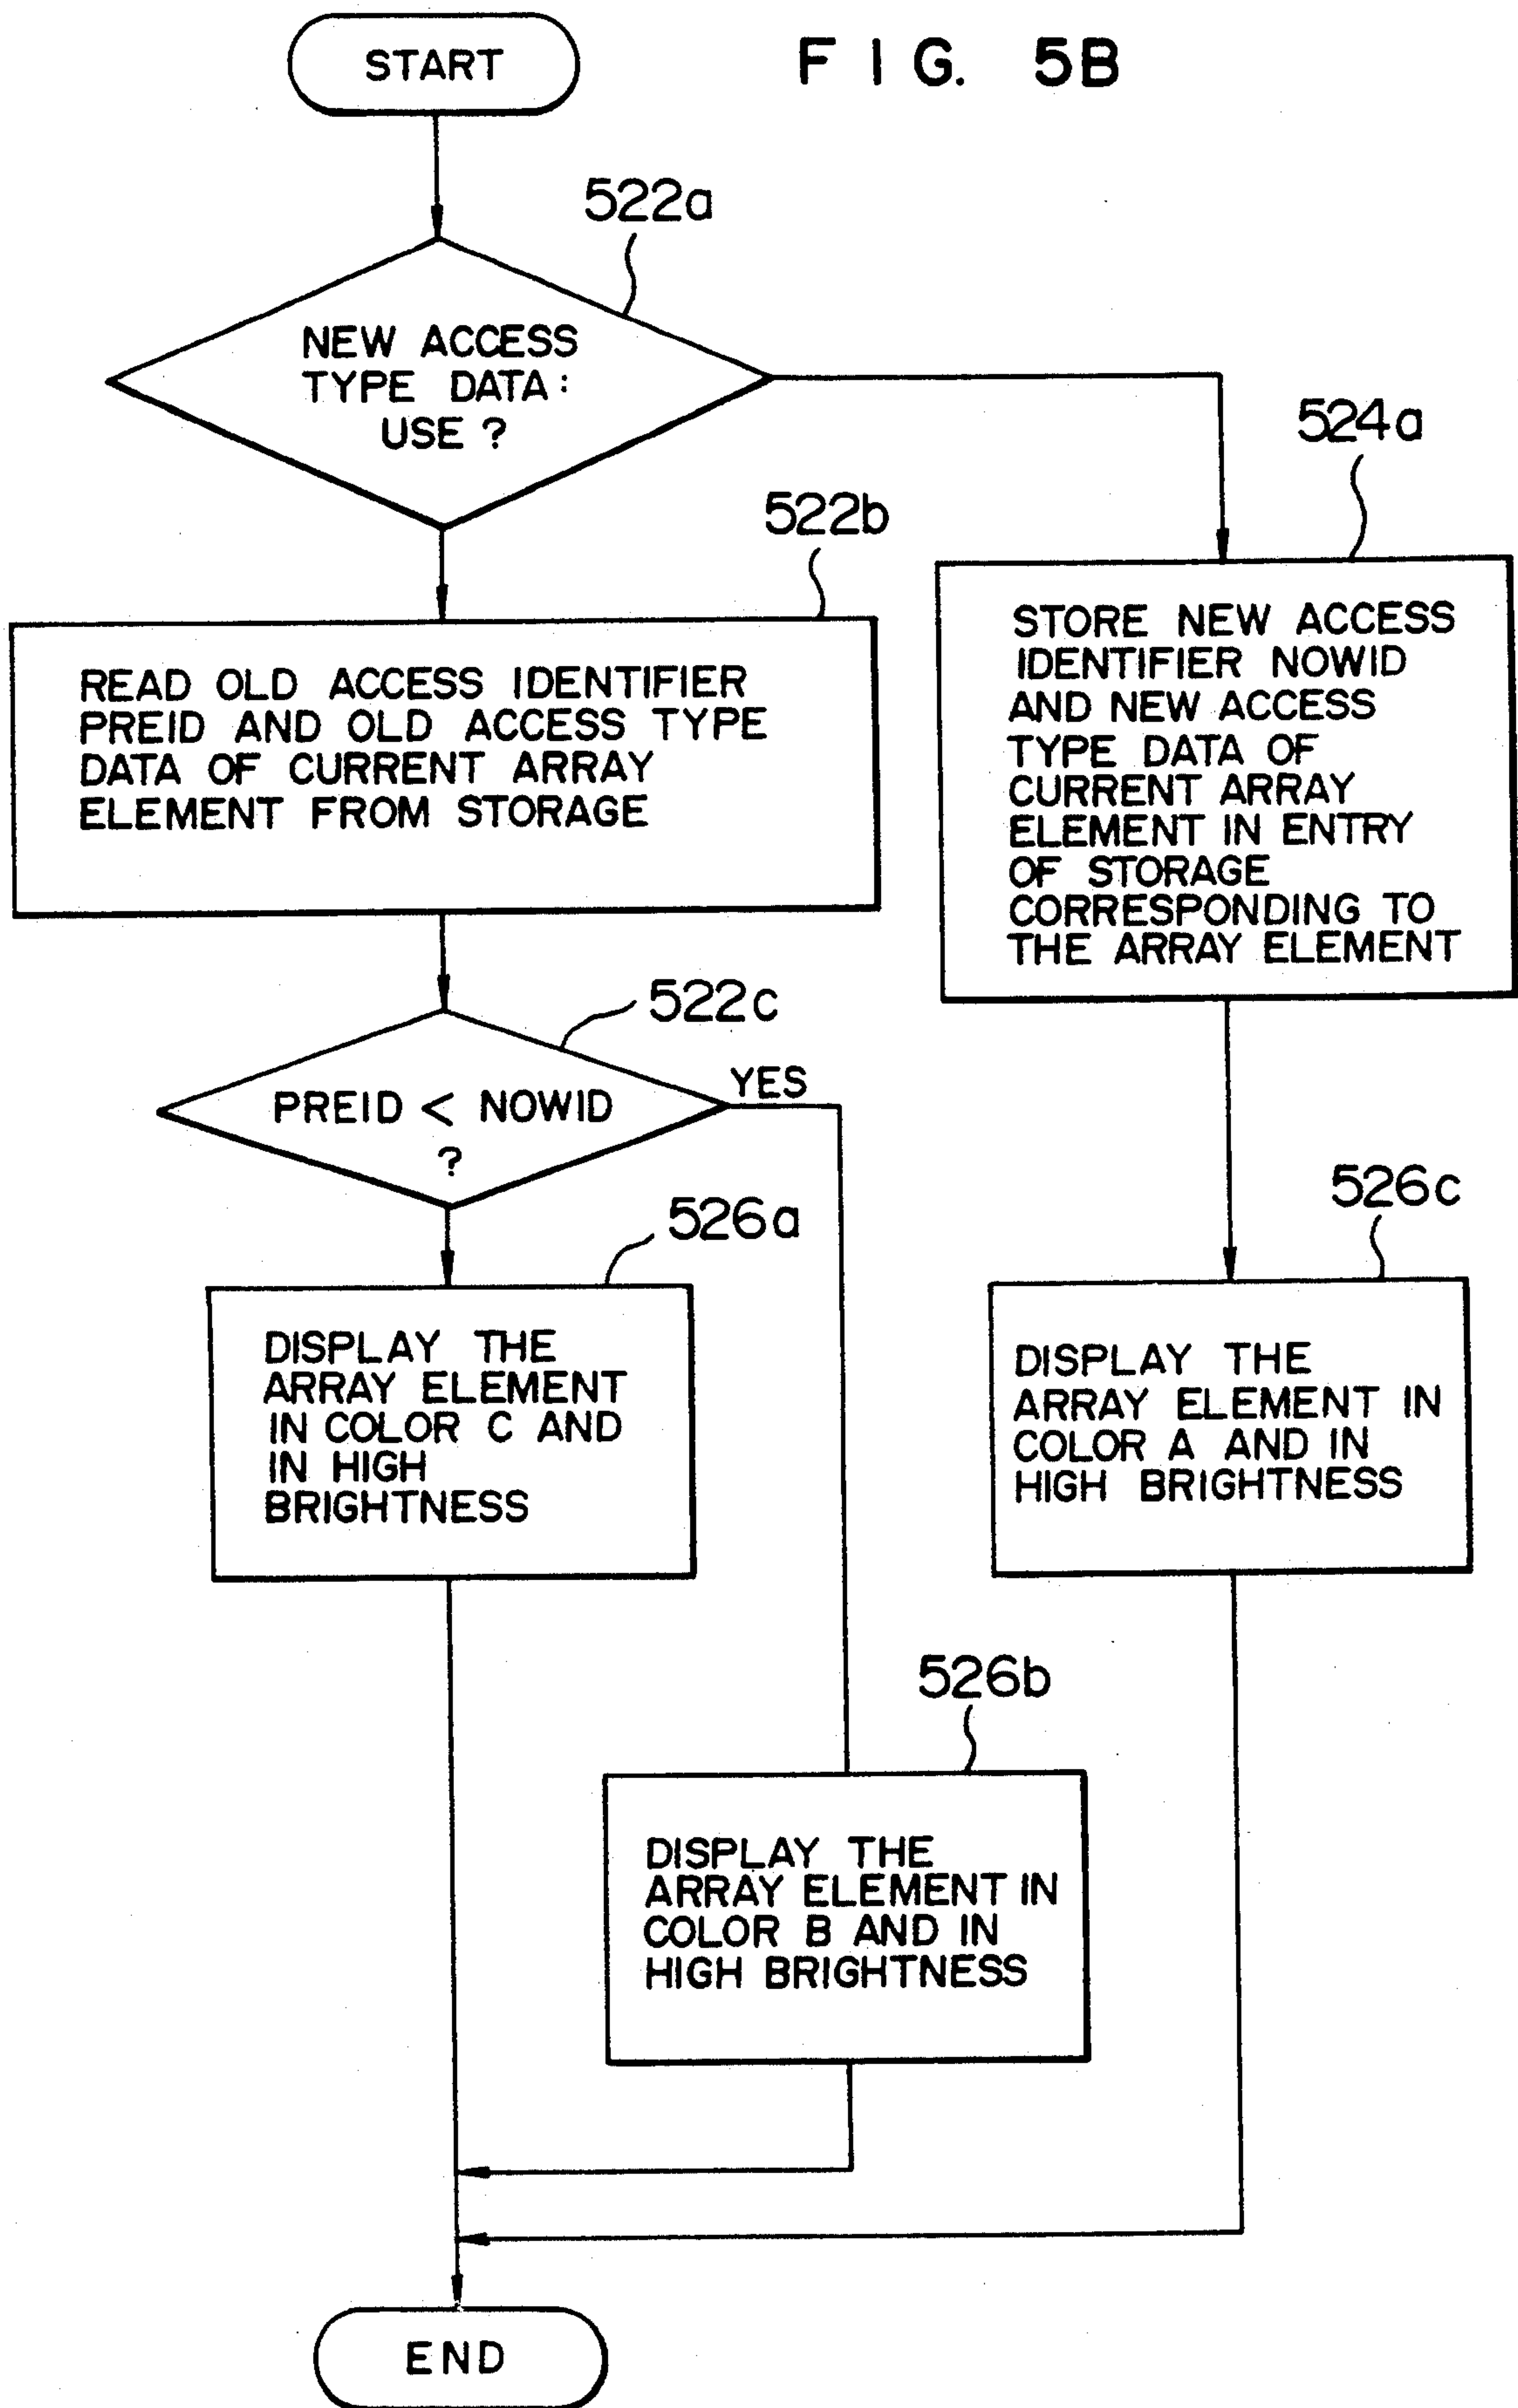 START
F I G. 5B
522a
NEW ACCESS
TYPE DATA:
USE ?
524a
522b
READ OLD ACCESS IDENTIFIER
PREID AND OLD ACCESS TYPE
DATA OF CURRENT ARRAY
ELEMENT FROM STORAGE
STORE NEW ACCESS
IDENTIFIER NOWID
AND NEW ACCESS
TYPE DATA OF
CURRENT ARRAY
ELEMENT IN ENTRY
OF STORAGE
CORRESPONDING TO
THE ARRAY ELEMENT
522c
PREID < NOWID
?
YES
526a
DISPLAY THE
ARRAY ELEMENT
IN COLOR C AND
IN HIGH
BRIGHTNESS
526c
DISPLAY THE
ARRAY ELEMENT IN
COLOR A AND IN
HIGH BRIGHTNESS
526b
DISPLAY THE
ARRAY ELEMENT IN
COLOR B AND IN
HIGH BRIGHTNESS
END